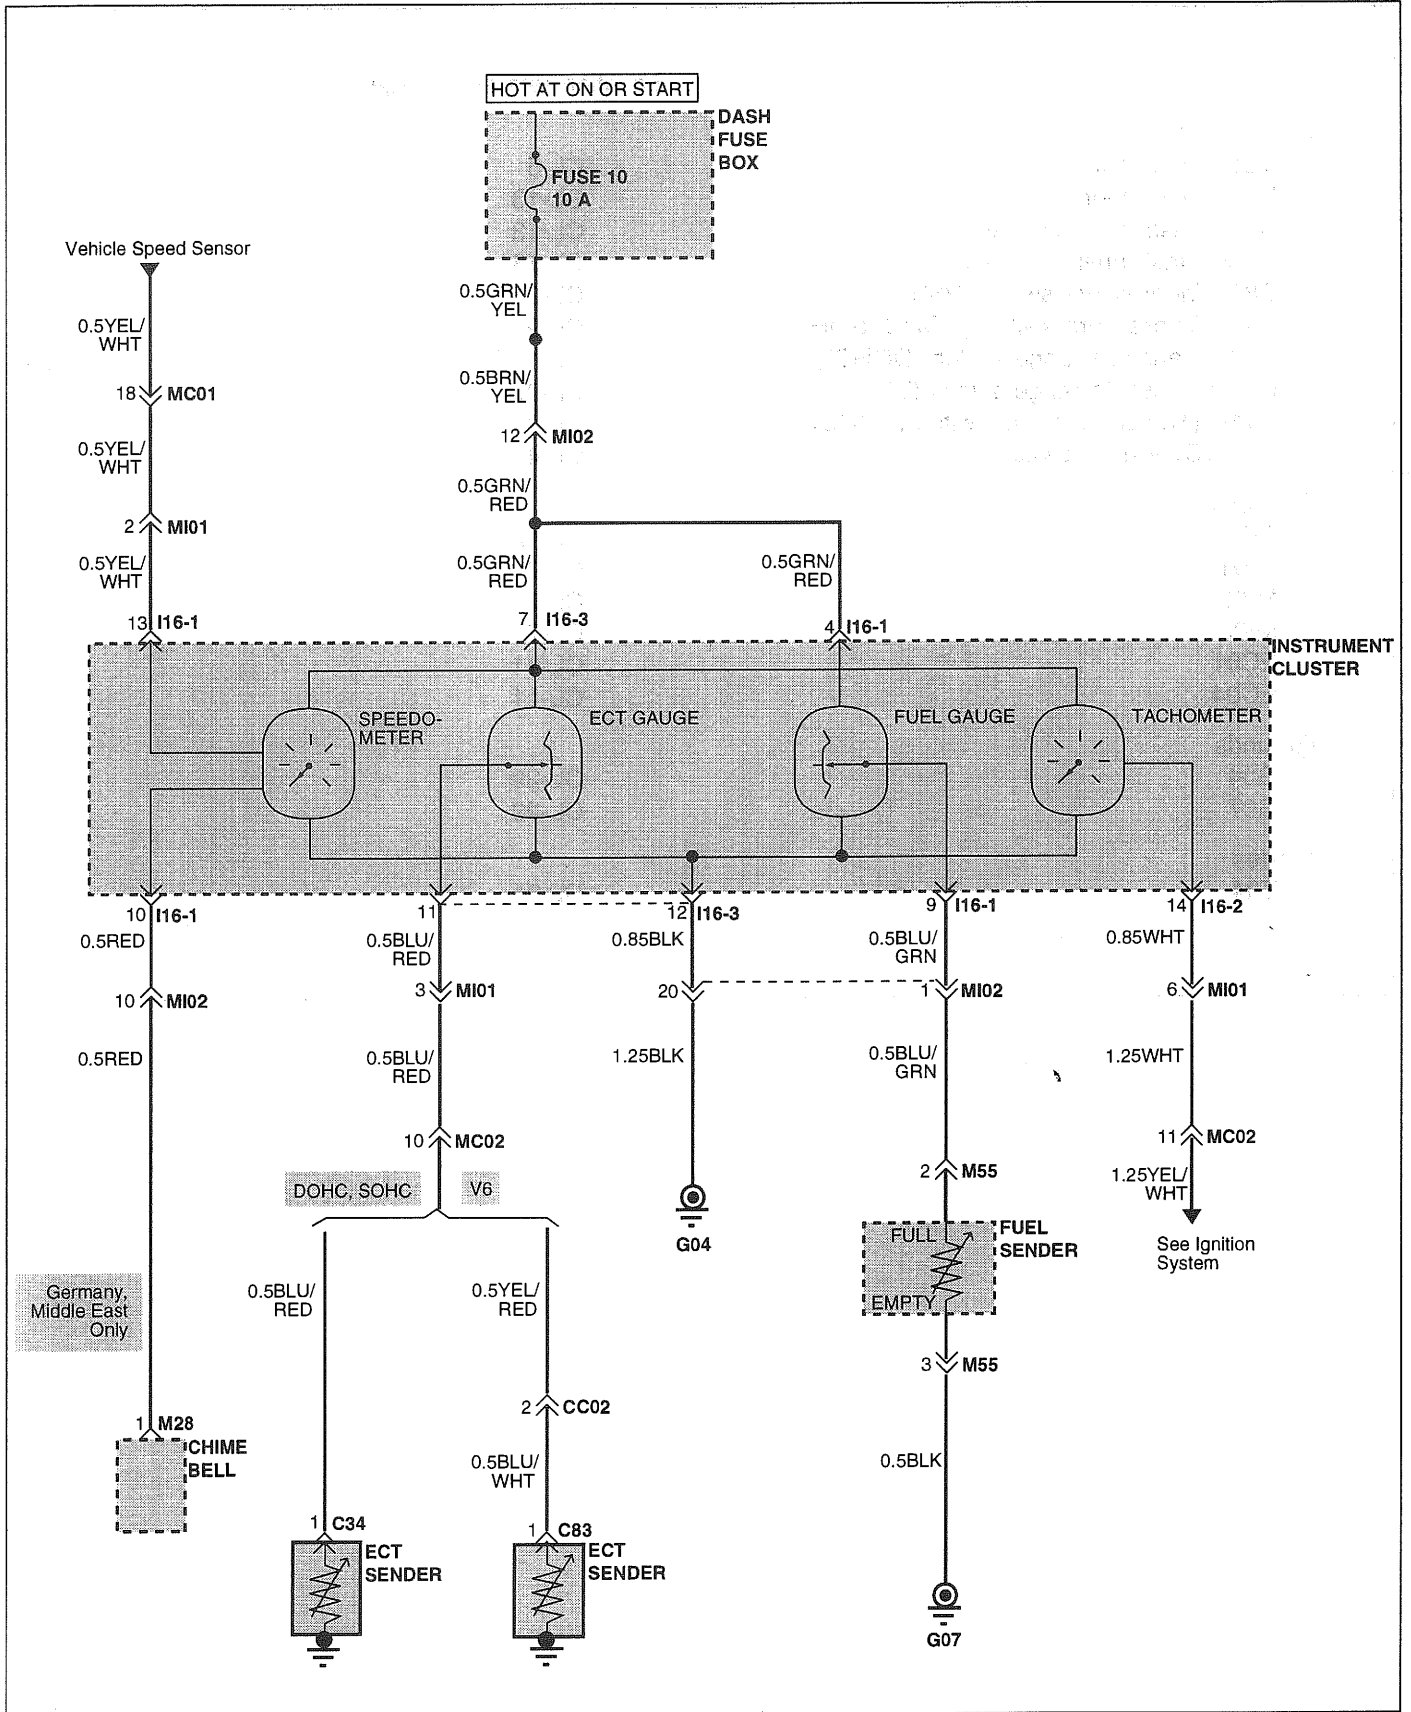 HOT AT ON OR START
DASH
FUSE
BOX
FUSE 10
10 A
Vehicle Speed Sensor
0.5GRN/
YEL
0.5YEL/
WHT
0.5BRN/
YEL
18 MC01
12 MI02
0.5YEL/
WHT
0.5GRN/
RED
2 MI01
0.5YEL/
WHT
0.5GRN/
RED
0.5GRN/
RED
13 I16-1
7 I16-3
4 I16-1
INSTRUMENT
CLUSTER
SPEEDO-
METER
ECT GAUGE
FUEL GAUGE
TACHOMETER
10 I16-1
11
12 I16-3
9 I16-1
14 I16-2
0.5RED
0.5BLU/
RED
0.85BLK
0.5BLU/
GRN
0.85WHT
10 MI02
3 MI01
20
1 MI02
6 MI01
0.5RED
0.5BLU/
RED
1.25BLK
0.5BLU/
GRN
1.25WHT
10 MC02
11 MC02
DOHC, SOHC
V6
2 M55
1.25YEL/
WHT
G04
FULL
EMPTY
FUEL
SENDER
See Ignition
System
Germany,
Middle East
Only
0.5BLU/
RED
0.5YEL/
RED
3 M55
2 CC02
1 M28
CHIME
BELL
0.5BLU/
WHT
0.5BLK
1 C34
ECT
SENDER
1 C83
ECT
SENDER
G07